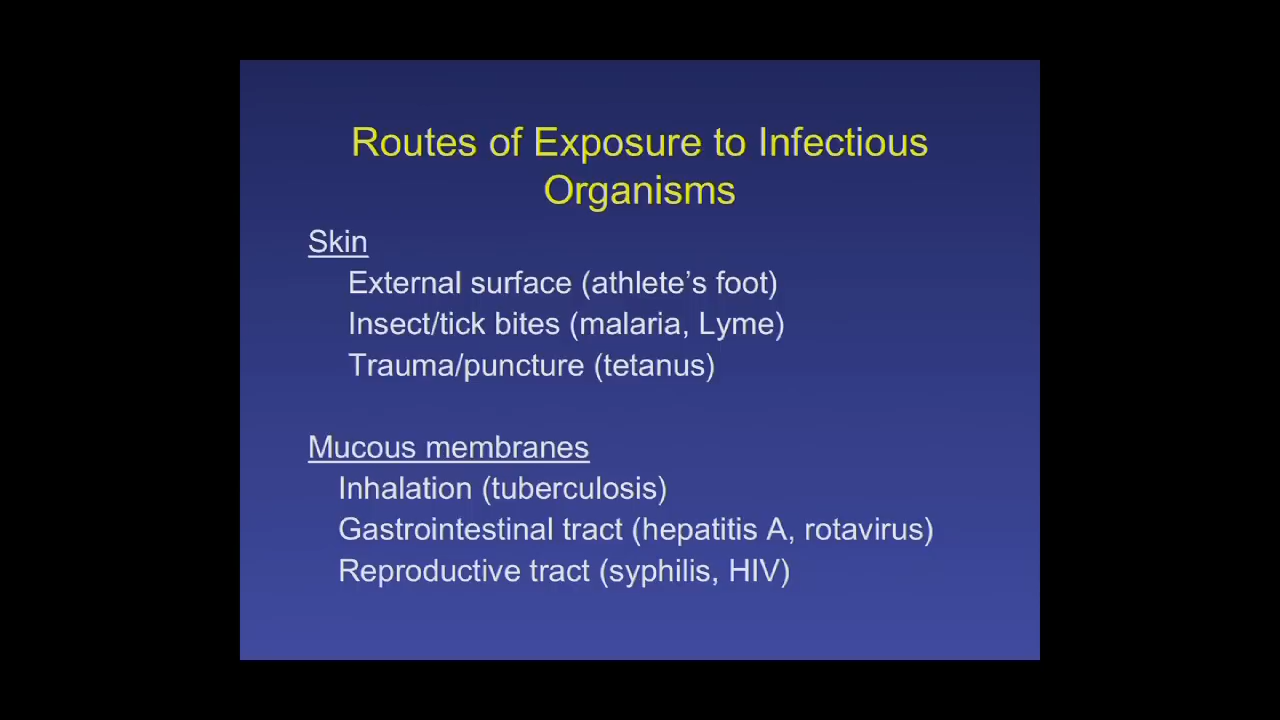 Routes of Exposure to Infectious
Organisms
Skin
External surface (athlete’s foot)
Insect/tick bites (malaria, Lyme)
Trauma/puncture (tetanus)
Mucous membranes
Inhalation (tuberculosis)
Gastrointestinal tract (hepatitis A, rotavirus)
Reproductive tract (syphilis, HIV)